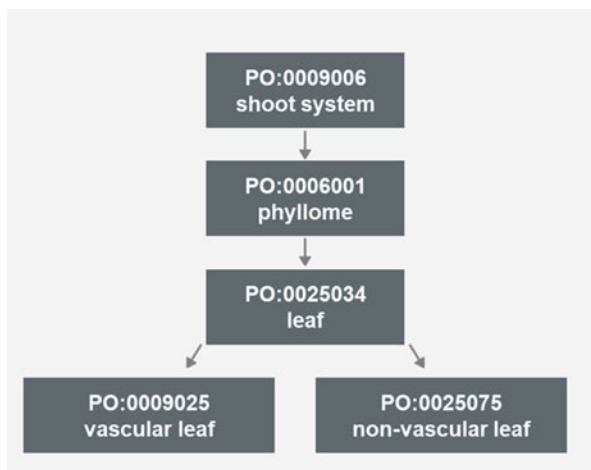 PO:0009006
shoot system
PO:0006001
phyllome
PO:0025034
leaf
PO:0009025
vascular leaf
PO:0025075
non-vascular leaf